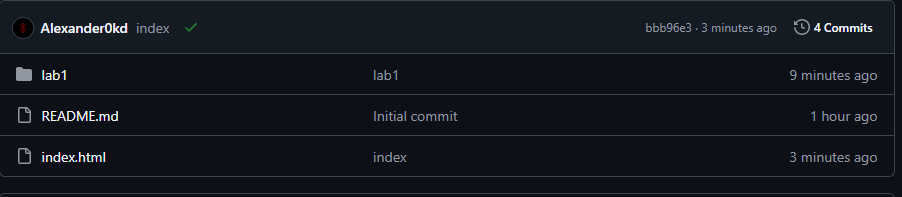 Alexander0kd index bbb96e3 · 3 minutes ago 4 Commits
lab1 lab1 9 minutes ago
README.md Initial commit 1 hour ago
index.html index 3 minutes ago